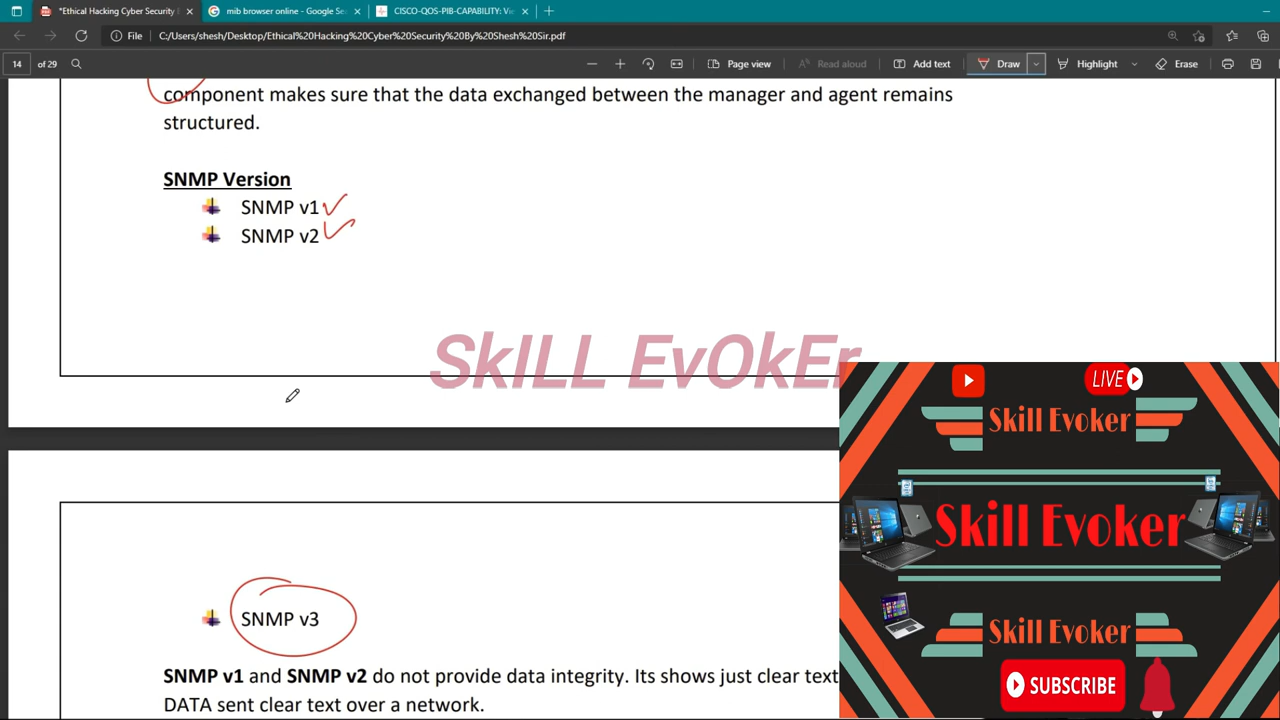 *Ethical Hacking Cyber Security
mib browser online - Google Se
CISCO-QOS-PIB-CAPABILITY: Vie
File
C:/Users/shesh/Desktop/Ethical%20Hacking%20Cyber%20Security%20By%20Shesh%20Sir.pdf
14 of 29
Page view
Read aloud
Add text
Draw
Highlight
Erase
component makes sure that the data exchanged between the manager and agent remains
structured.
SNMP Version
SNMP v1
SNMP v2
SkILL EvOkEr
LIVE
Skill Evoker
Skill Evoker
SNMP v3
Skill Evoker
SNMP v1 and SNMP v2 do not provide data integrity. Its shows just clear text
SUBSCRIBE
DATA sent clear text over a network.